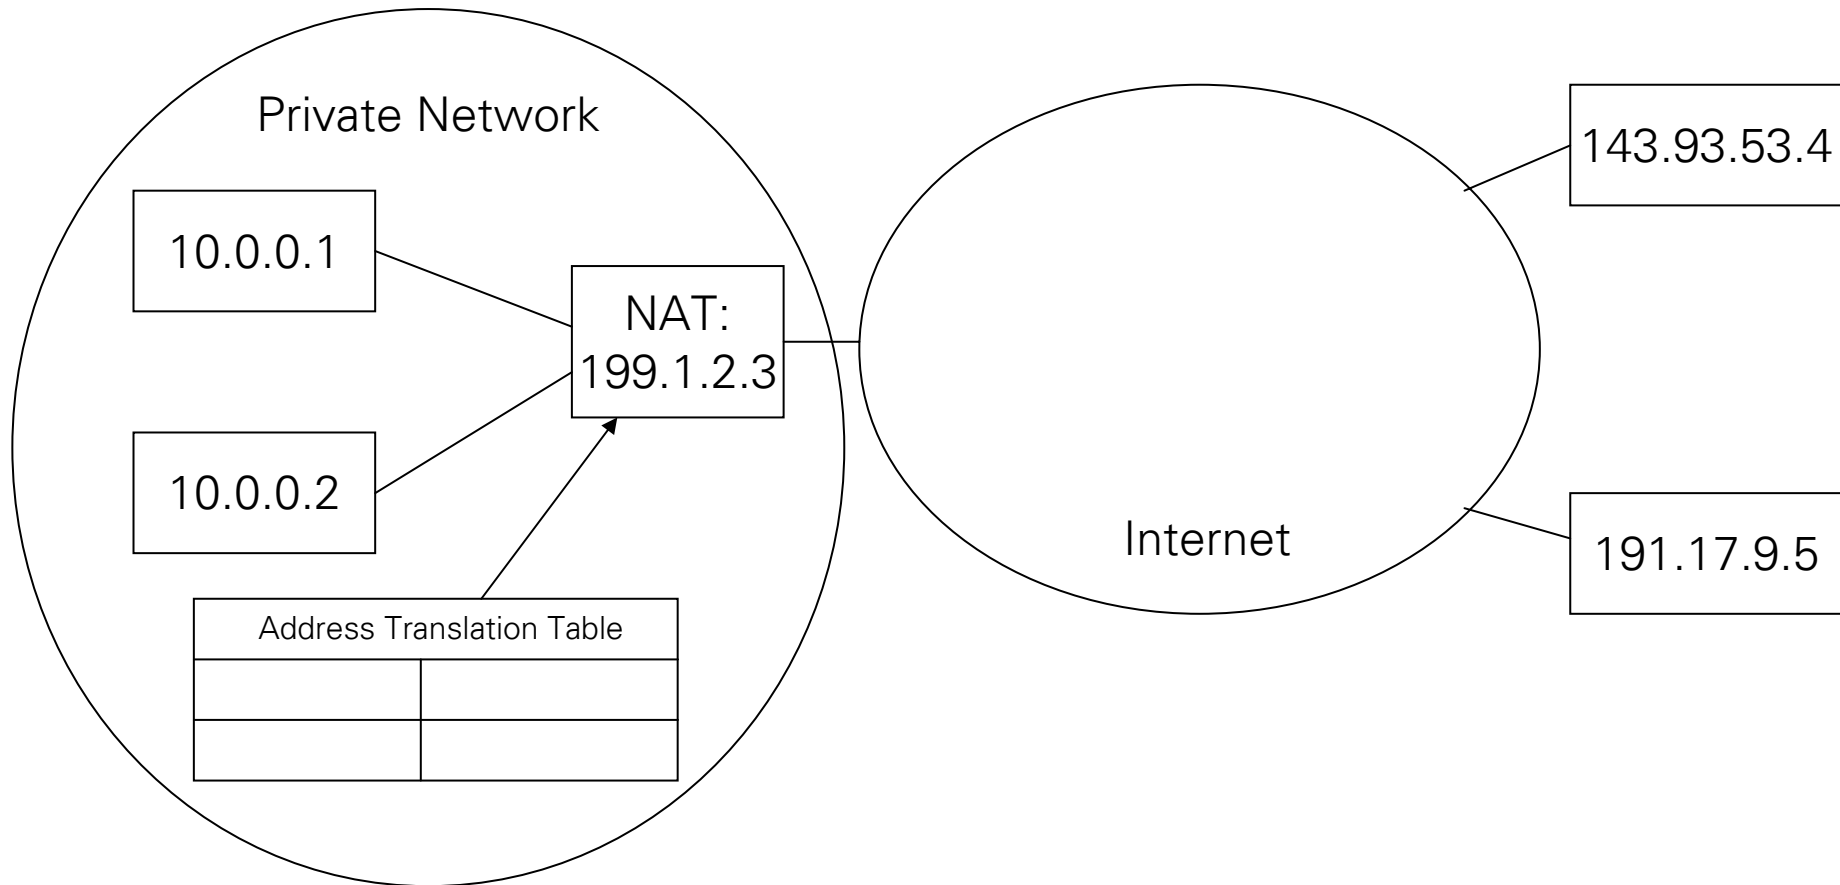 Private Network
10.0.0.1
10.0.0.2
NAT:
199.1.2.3
Address Translation Table
Internet
143.93.53.4
191.17.9.5